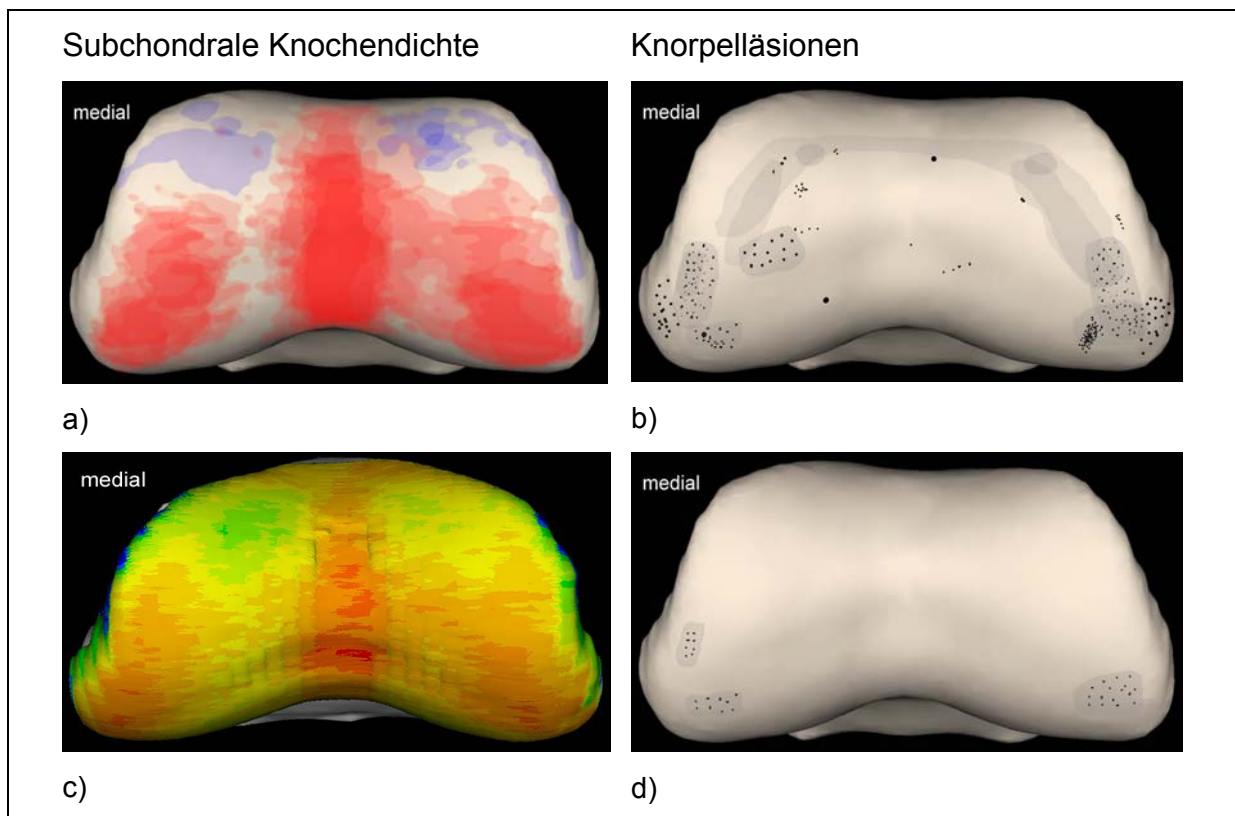 Subchondrale Knochendichte
Knorpelläsionen
medial
medial
a)
b)
medial
medial
c)
d)